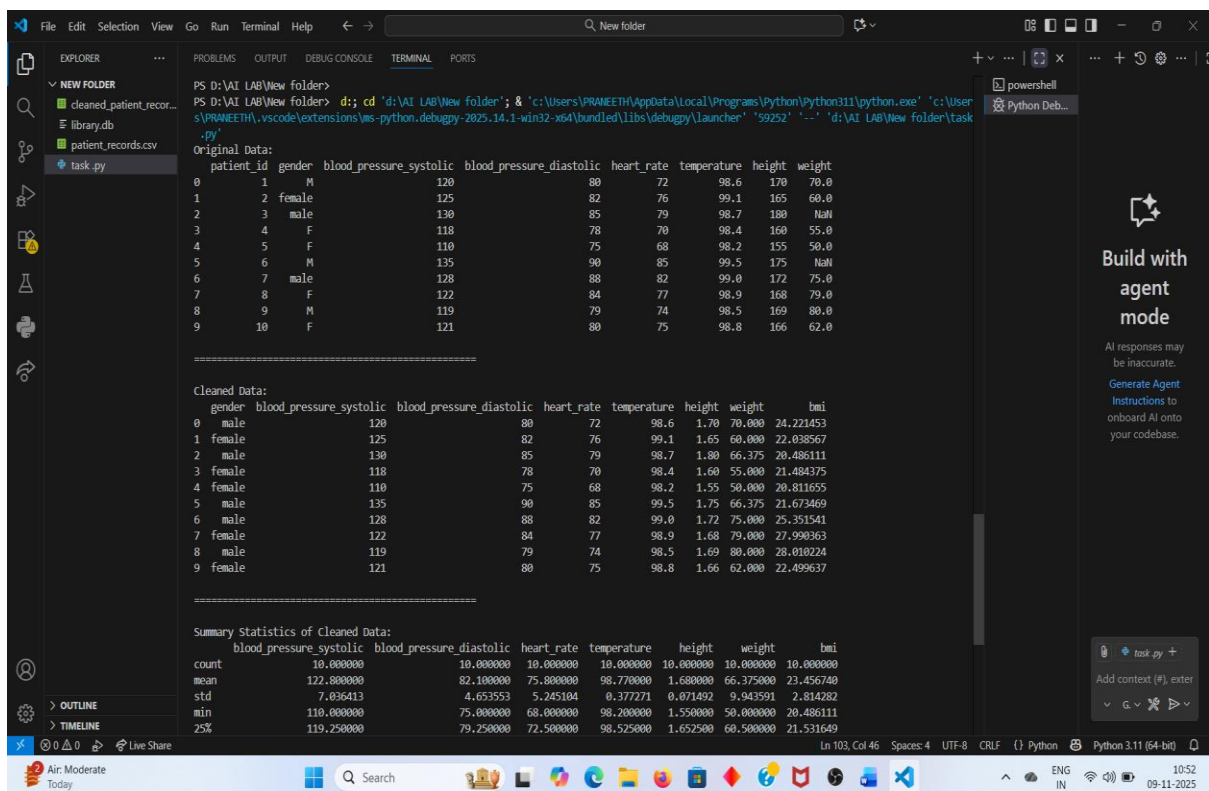 File Edit Selection View Go Run Terminal Help
New folder
EXPLORER
NEW FOLDER
cleaned_patient_recor...
library.db
patient_records.csv
task .py
OUTLINE
TIMELINE
PROBLEMS OUTPUT DEBUG CONSOLE TERMINAL PORTS
PS D:\AI LAB\New folder>
PS D:\AI LAB\New folder> d:; cd 'd:\AI LAB\New folder'; & 'c:\Users\PRANEETH\AppData\Local\Programs\Python\Python311\python.exe' 'c:\User
s\PRANEETH\.vscode\extensions\ms-python.debugpy-2025.14.1-win32-x64\bundled\libs\debugpy\launcher' '59252' '--' 'd:\AI LAB\New folder\task
.py'
Original Data:
patient_id gender blood_pressure_systolic blood_pressure_diastolic heart_rate temperature height weight
0 1 M 120 80 72 98.6 170 70.0
1 2 female 125 82 76 99.1 165 60.0
2 3 male 130 85 79 98.7 180 NaN
3 4 F 118 78 70 98.4 160 55.0
4 5 F 110 75 68 98.2 155 50.0
5 6 M 135 90 85 99.5 175 NaN
6 7 male 128 88 82 99.0 172 75.0
7 8 F 122 84 77 98.9 168 79.0
8 9 M 119 79 74 98.5 169 80.0
9 10 F 121 80 75 98.8 166 62.0
==================================================
Cleaned Data:
gender blood_pressure_systolic blood_pressure_diastolic heart_rate temperature height weight bmi
0 male 120 80 72 98.6 1.70 70.000 24.221453
1 female 125 82 76 99.1 1.65 60.000 22.038567
2 male 130 85 79 98.7 1.80 66.375 20.486111
3 female 118 78 70 98.4 1.60 55.000 21.484375
4 female 110 75 68 98.2 1.55 50.000 20.811655
5 male 135 90 85 99.5 1.75 66.375 21.673469
6 male 128 88 82 99.0 1.72 75.000 25.351541
7 female 122 84 77 98.9 1.68 79.000 27.990363
8 male 119 79 74 98.5 1.69 80.000 28.010224
9 female 121 80 75 98.8 1.66 62.000 22.499637
==================================================
Summary Statistics of Cleaned Data:
blood_pressure_systolic blood_pressure_diastolic heart_rate temperature height weight bmi
count 10.000000 10.000000 10.000000 10.000000 10.000000 10.000000 10.000000
mean 122.800000 82.100000 75.800000 98.770000 1.680000 66.375000 23.456740
std 7.036413 4.653553 5.245104 0.377271 0.071492 9.943591 2.814282
min 110.000000 75.000000 68.000000 98.200000 1.550000 50.000000 20.486111
25% 119.250000 79.250000 72.500000 98.525000 1.652500 60.500000 21.531649
powershell
Python Deb...
Build with
agent
mode
AI responses may
be inaccurate.
Generate Agent
Instructions to
onboard AI onto
your codebase.
task .py +
Add context (#), exter
G.
0 0 0 Live Share
Ln 103, Col 46 Spaces: 4 UTF-8 CRLF {} Python Python 3.11 (64-bit)
2
Air: Moderate
Today
Search
ENG
IN
10:52
09-11-2025